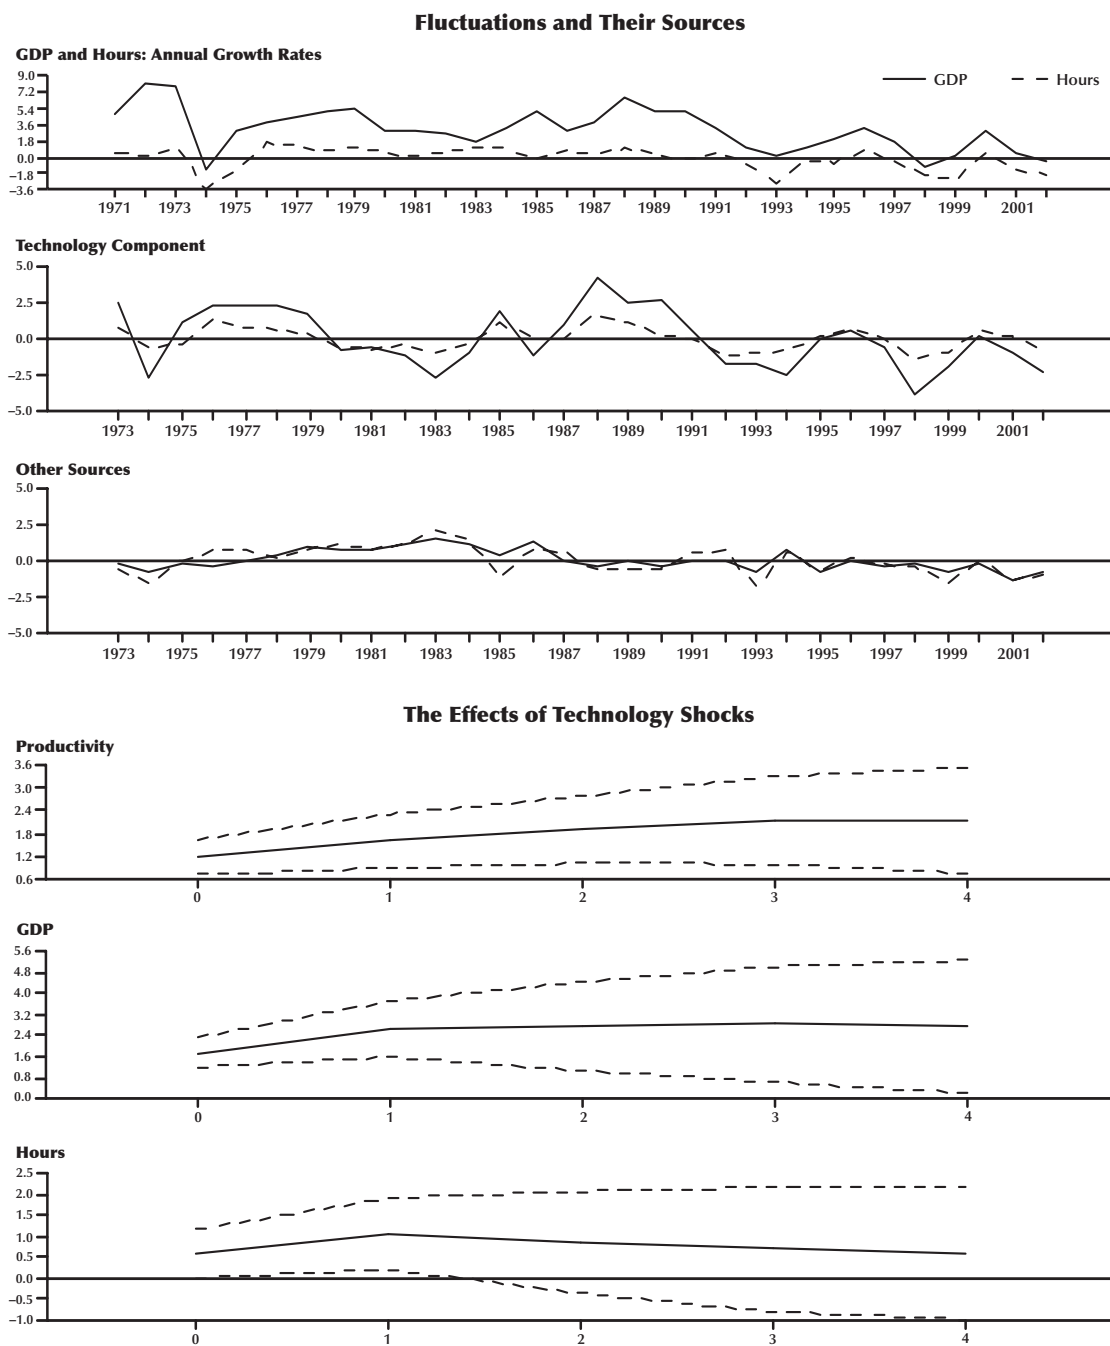 Fluctuations and Their Sources
GDP and Hours: Annual Growth Rates
GDP
Hours
9.0
7.2
5.4
3.6
1.8
0.0
–1.8
–3.6
1971 1973 1975 1977 1979 1981 1983 1985 1987 1989 1991 1993 1995 1997 1999 2001
Technology Component
5.0
2.5
0.0
–2.5
–5.0
1973 1975 1977 1979 1981 1983 1985 1987 1989 1991 1993 1995 1997 1999 2001
Other Sources
5.0
2.5
0.0
–2.5
–5.0
1973 1975 1977 1979 1981 1983 1985 1987 1989 1991 1993 1995 1997 1999 2001
The Effects of Technology Shocks
Productivity
3.6
3.0
2.4
1.8
1.2
0.6
0 1 2 3 4
GDP
5.6
4.8
4.0
3.2
2.4
1.6
0.8
0.0
0 1 2 3 4
Hours
2.5
2.0
1.5
1.0
0.5
0.0
–0.5
–1.0
0 1 2 3 4